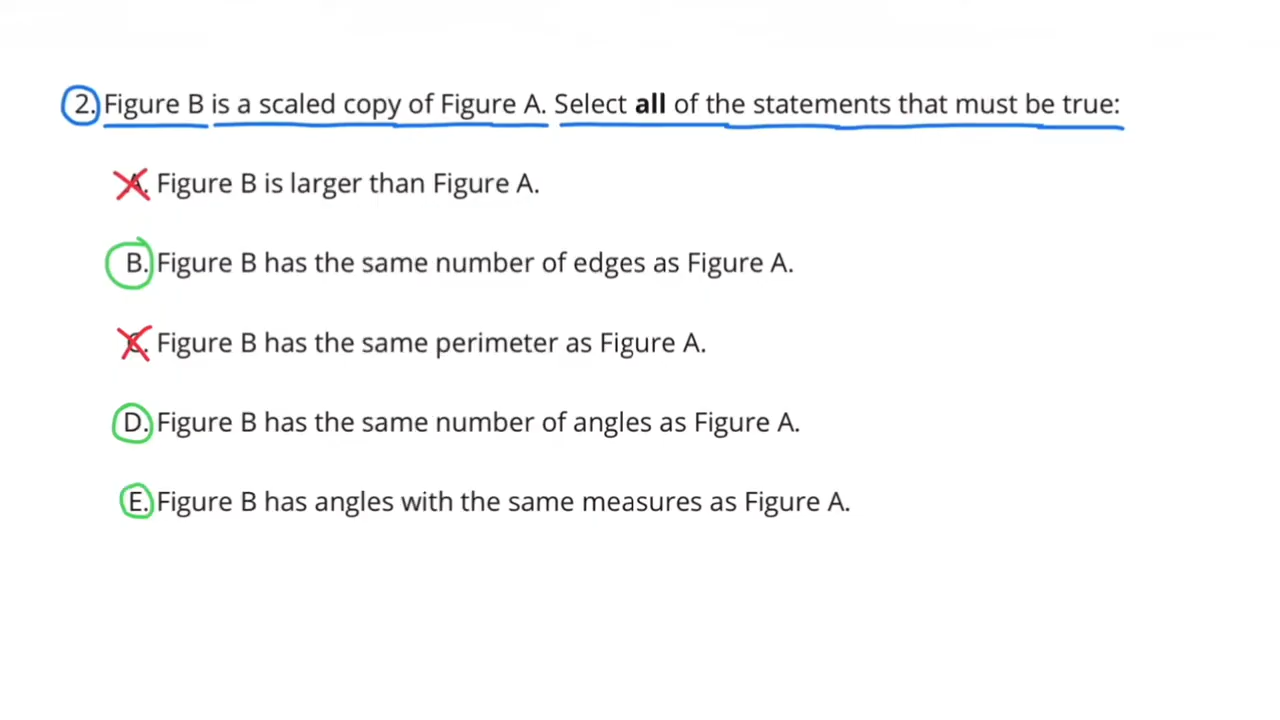 2. Figure B is a scaled copy of Figure A. Select all of the statements that must be true:
A. Figure B is larger than Figure A.
B. Figure B has the same number of edges as Figure A.
C. Figure B has the same perimeter as Figure A.
D. Figure B has the same number of angles as Figure A.
E. Figure B has angles with the same measures as Figure A.